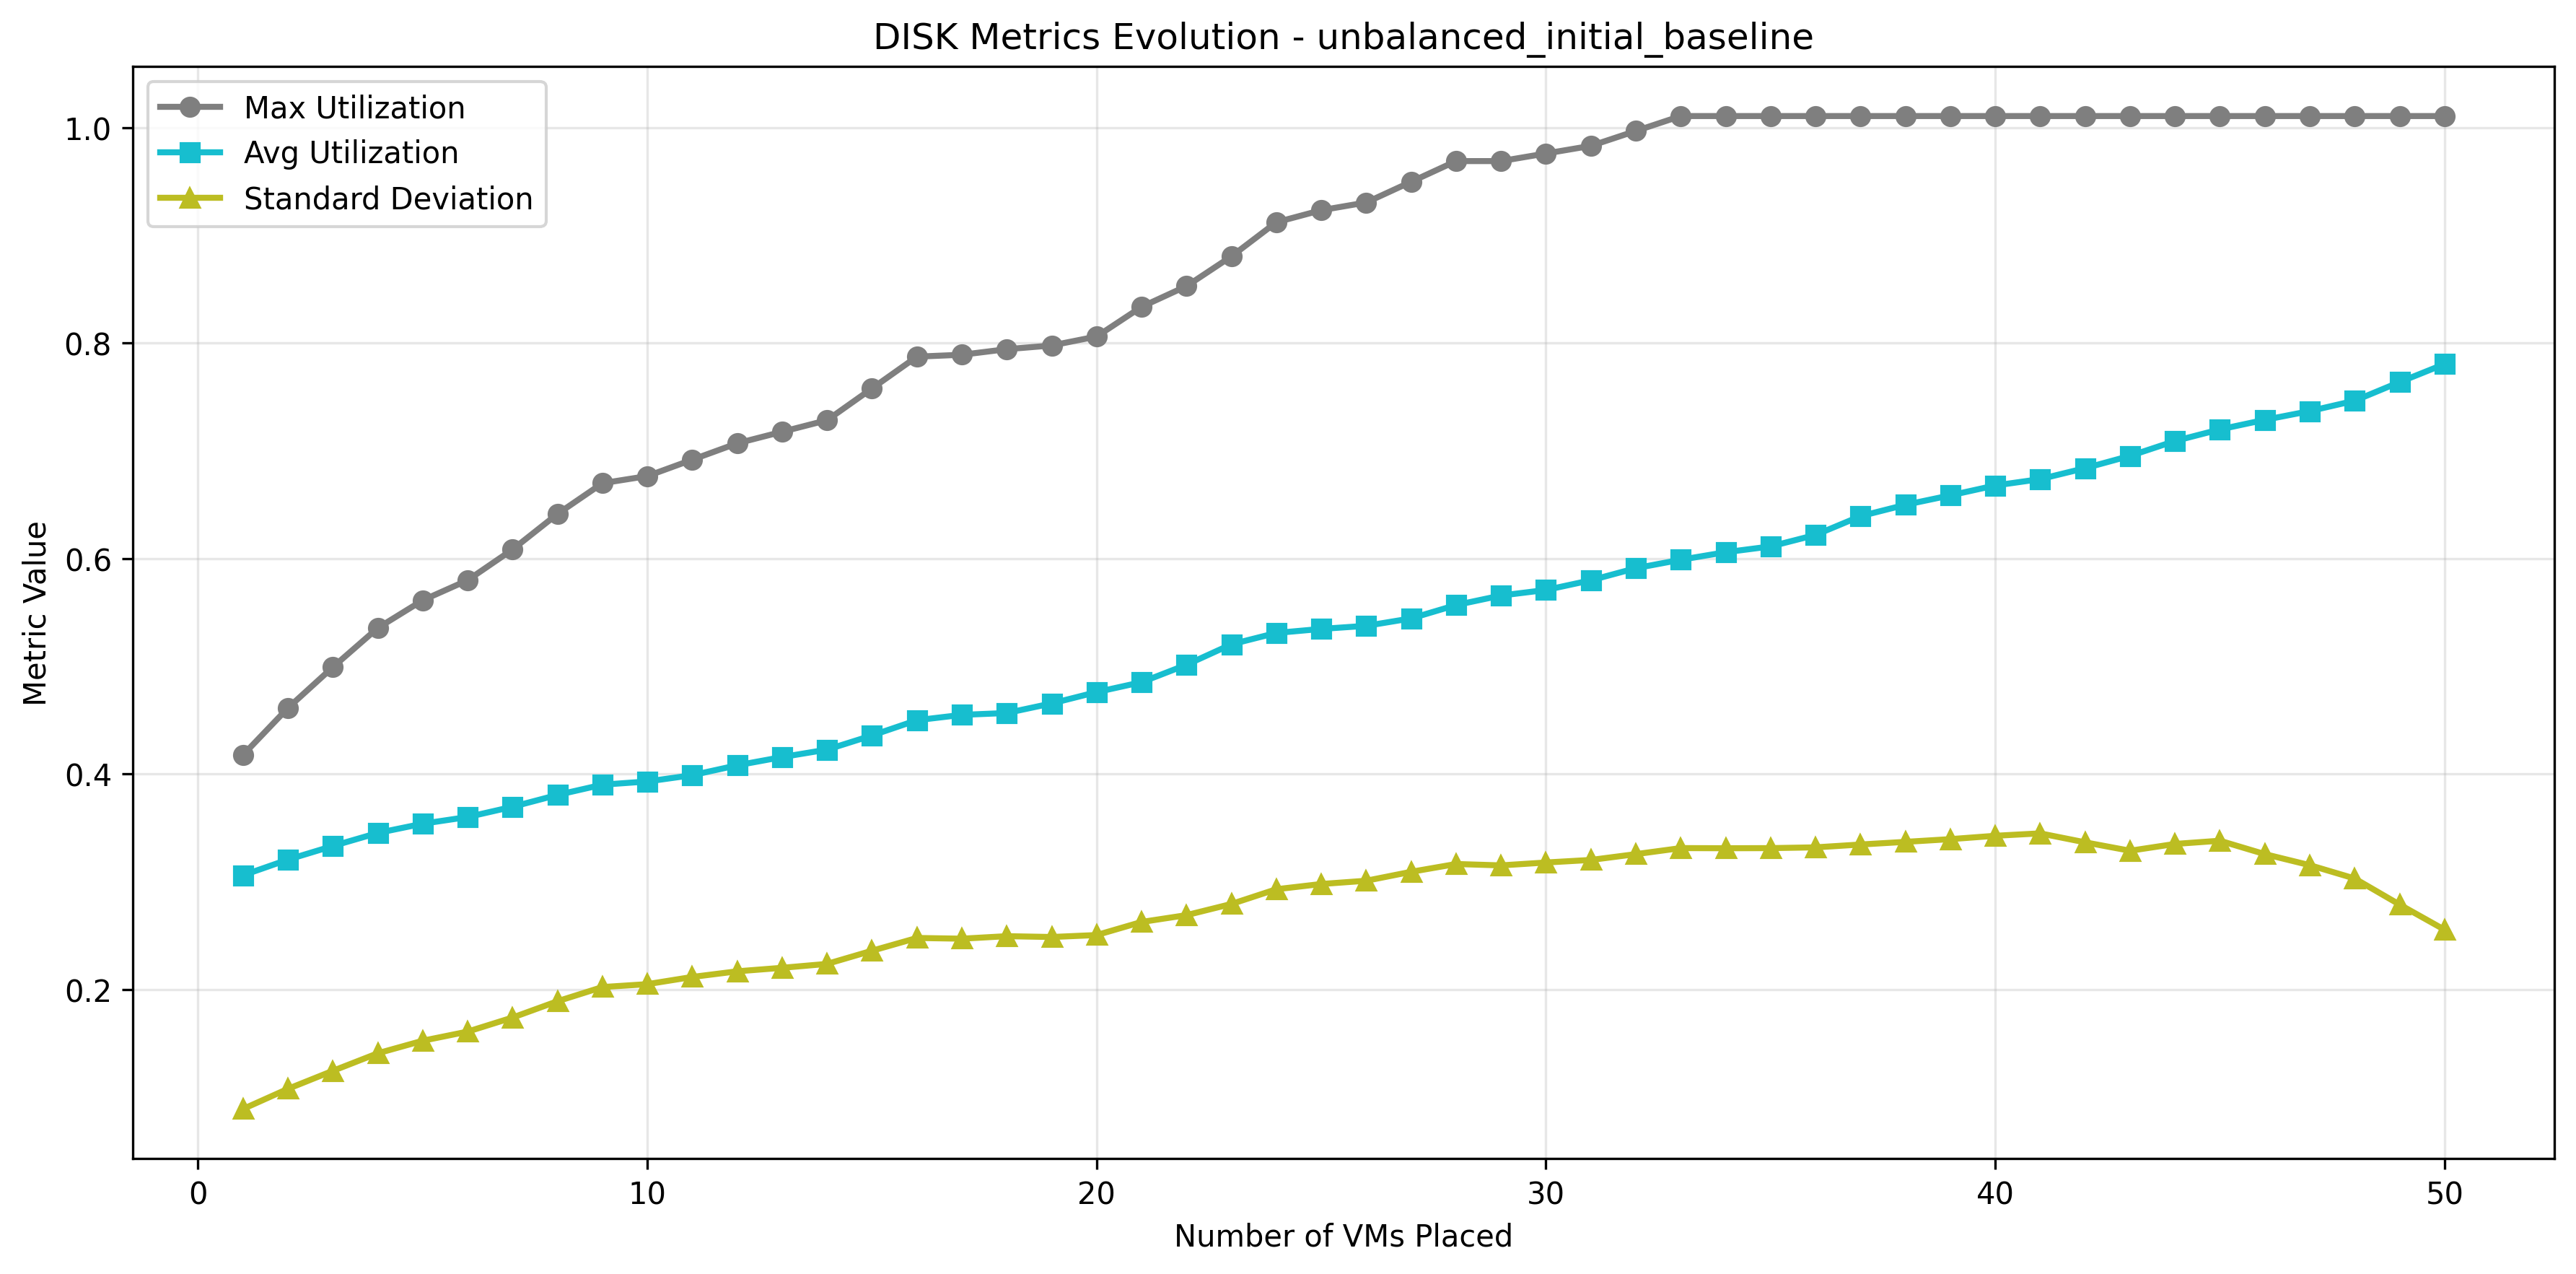 DISK Metrics Evolution - unbalanced_initial_baseline
Max Utilization
Avg Utilization
Standard Deviation
Metric Value
1.0
0.8
0.6
0.4
0.2
0 10 20 30 40 50
Number of VMs Placed